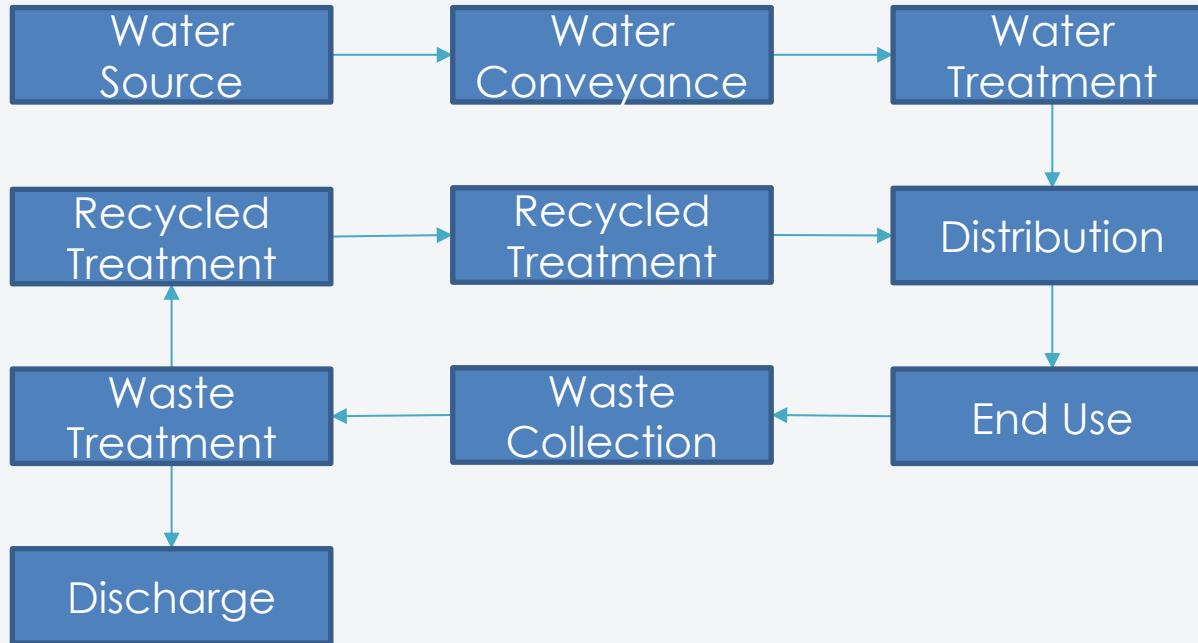 Water
Source
Water
Conveyance
Water
Treatment
Recycled
Treatment
Recycled
Treatment
Distribution
Waste
Treatment
Waste
Collection
End Use
Discharge